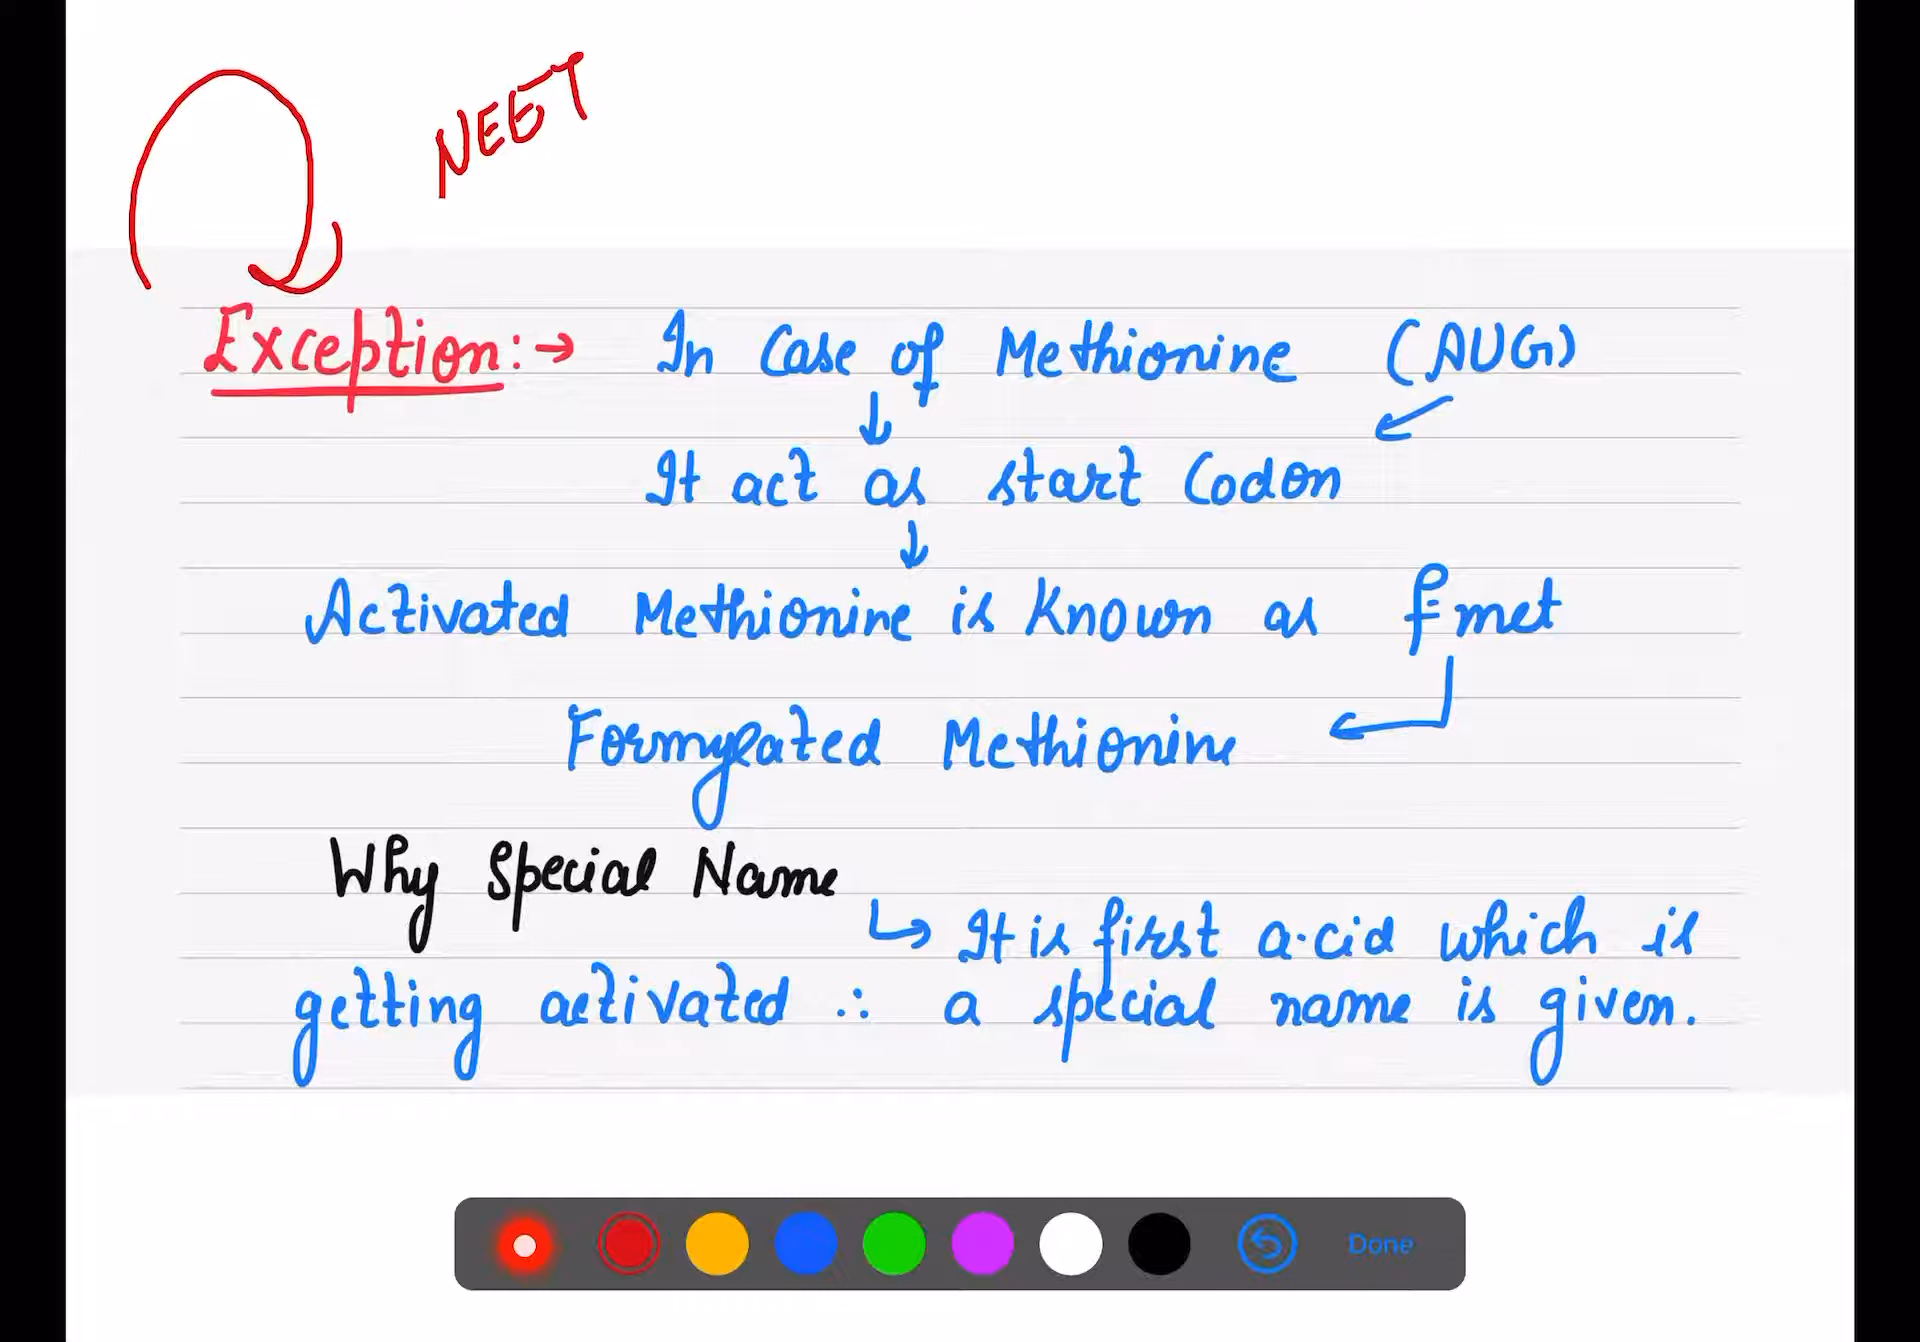 NEET
Exception:→ In Case of Methionine (AUG)
↓
It act as start Codon
↓
Activated Methionine is Known as fmet
Formylated Methionine
Why Special Name
↳ It is first a.cid which is
getting activated ∴ a special name is given.
Done